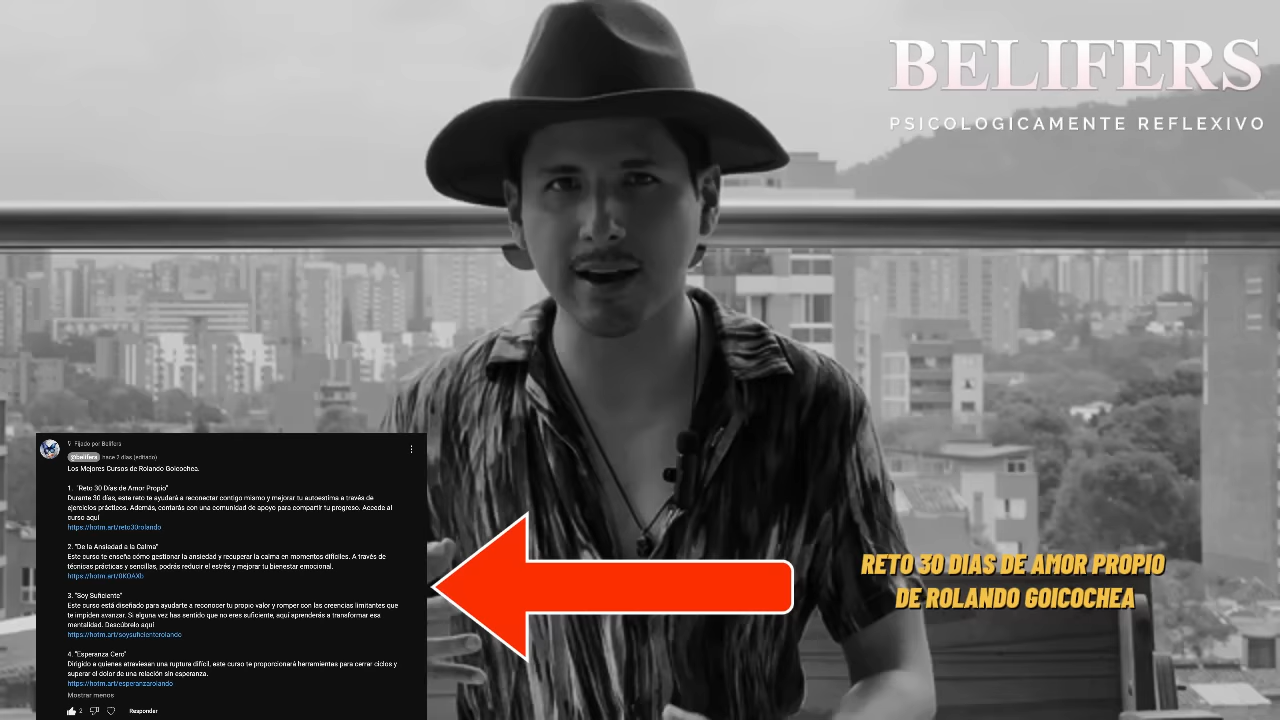 BELIFERS
PSICOLOGICAMENTE REFLEXIVO
Fijado por Belifers
@belifers hace 2 días (editado)
Los Mejores Cursos de Rolando Goicochea.
1. "Reto 30 Días de Amor Propio"
Durante 30 días, este reto te ayudará a reconectar contigo mismo y mejorar tu autoestima a través de
ejercicios prácticos. Además, contarás con una comunidad de apoyo para compartir tu progreso. Accede al
curso aquí
https://hotm.art/reto30rolando
2. "De la Ansiedad a la Calma"
Este curso te enseña cómo gestionar la ansiedad y recuperar la calma en momentos difíciles. A través de
técnicas prácticas y sencillas, podrás reducir el estrés y mejorar tu bienestar emocional.
https://hotm.art/0KOAXb
3. "Soy Suficiente"
Este curso está diseñado para ayudarte a reconocer tu propio valor y romper con las creencias limitantes que
te impiden avanzar. Si alguna vez has sentido que no eres suficiente, aquí aprenderás a transformar esa
mentalidad. Descúbrelo aquí
https://hotm.art/soysuficienterolando
4. "Esperanza Cero"
Dirigido a quienes atraviesan una ruptura difícil, este curso te proporcionará herramientas para cerrar ciclos y
superar el dolor de una relación sin esperanza.
https://hotm.art/esperanzarolando
Mostrar menos
2 Responder
RETO 30 DIAS DE AMOR PROPIO
DE ROLANDO GOICOCHEA